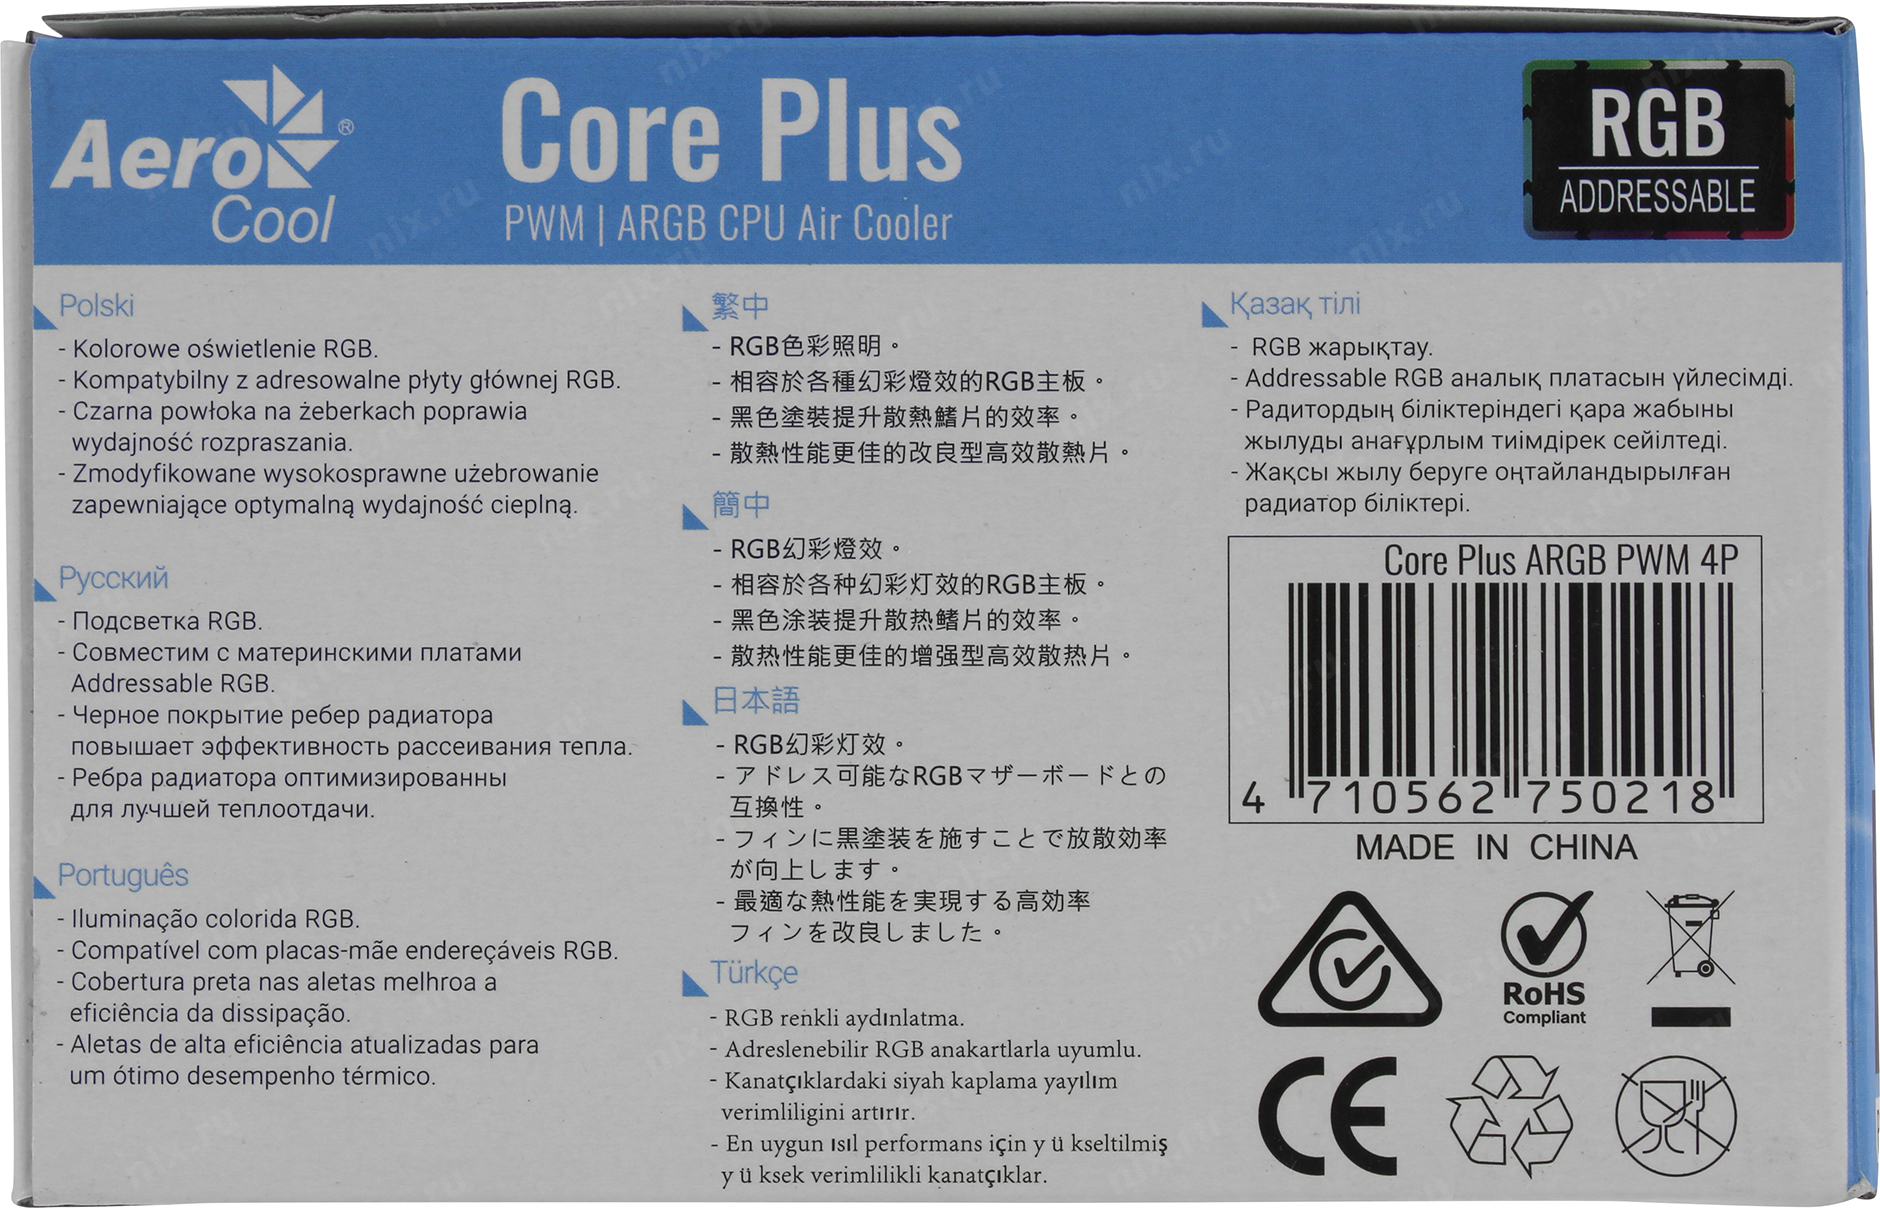 Aero
Cool
®
Core Plus
PWM | ARGB CPU Air Cooler
RGB
ADDRESSABLE
Polski
- Kolorowe oświetlenie RGB.
- Kompatybilny z adresowalne płyty głównej RGB.
- Czarna powłoka na żeberkach poprawia
wydajność rozpraszania.
- Zmodyfikowane wysokosprawne użebrowanie
zapewniające optymalną wydajność cieplną.
Русский
- Подсветка RGB.
- Совместим с материнскими платами
Addressable RGB.
- Черное покрытие ребер радиатора
повышает эффективность рассеивания тепла.
- Ребра радиатора оптимизированны
для лучшей теплоотдачи.
Português
- Iluminação colorida RGB.
- Compatível com placas-mãe endereçáveis RGB.
- Cobertura preta nas aletas melhroa a
eficiência da dissipação.
- Aletas de alta eficiência atualizadas para
um ótimo desempenho térmico.
繁中
- RGB色彩照明。
- 相容於各種幻彩燈效的RGB主板。
- 黑色塗裝提升散熱鰭片的效率。
- 散熱性能更佳的改良型高效散熱片。
簡中
- RGB幻彩燈效。
- 相容於各种幻彩灯效的RGB主板。
- 黑色涂装提升散热鳍片的效率。
- 散热性能更佳的增强型高效散热片。
日本語
- RGB幻彩灯效。
- アドレス可能なRGBマザーボードとの
互換性。
- フィンに黒塗装を施すことで放散効率
が向上します。
- 最適な熱性能を実現する高効率
フィンを改良しました。
Türkçe
- RGB renkli aydınlatma.
- Adreslenebilir RGB anakartlarla uyumlu.
- Kanatçıklardaki siyah kaplama yayılım
verimliligini artırır.
- En uygun ısıl performans için y ü kseltilmiş
y ü ksek verimlilikli kanatçıklar.
Қазақ тілі
- RGB жарықтау.
- Addressable RGB аналық платасын үйлесімді.
- Радитордың біліктеріндегі қара жабыны
жылуды анағұрлым тиімдірек сейілтеді.
- Жақсы жылу беруге оңтайландырылған
радиатор біліктері.
Core Plus ARGB PWM 4P
4 710562 750218
MADE IN CHINA
RoHS
Compliant
CE
nix.ru